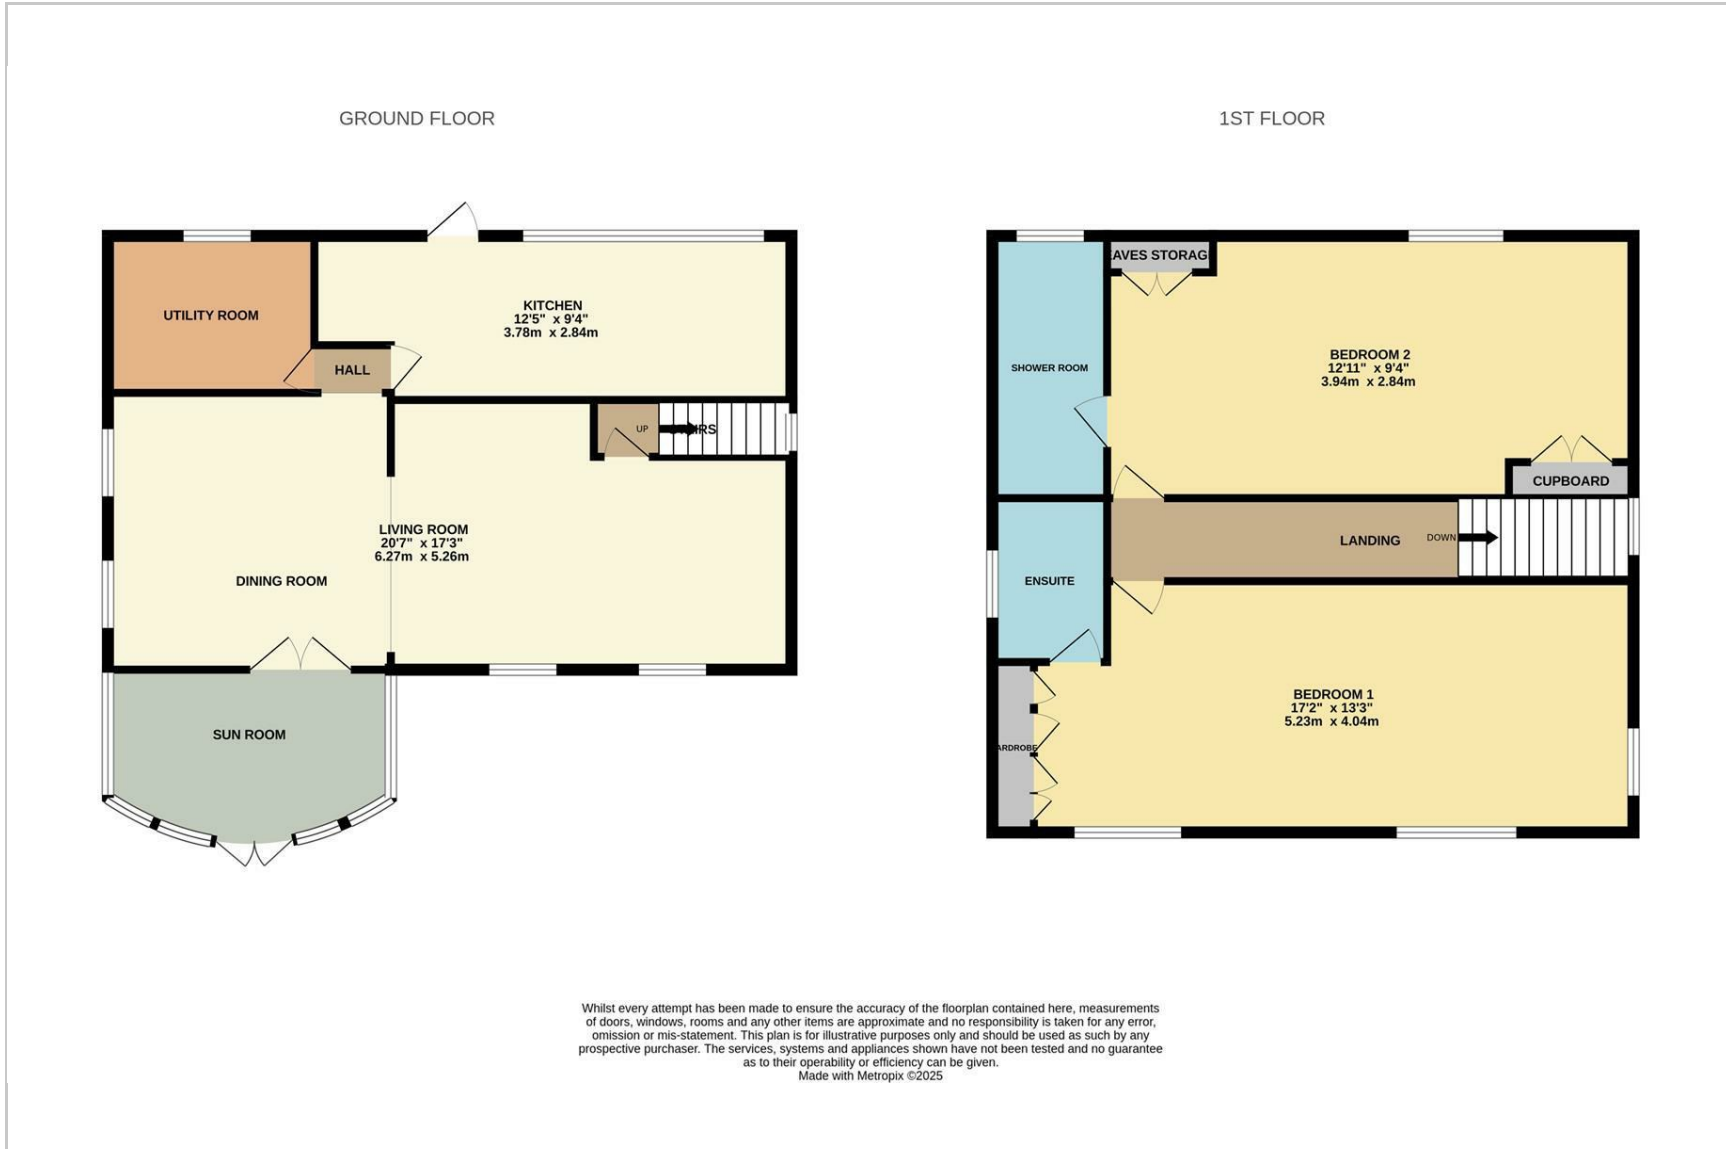 GROUND FLOOR
UTILITY ROOM
KITCHEN
12'5" x 9'4"
3.78m x 2.84m
HALL
UP
LIVING ROOM
20'7" x 17'3"
6.27m x 5.26m
DINING ROOM
SUN ROOM
1ST FLOOR
EAVES STORAG
SHOWER ROOM
BEDROOM 2
12'11" x 9'4"
3.94m x 2.84m
CUPBOARD
LANDING
DOWN
ENSUITE
BEDROOM 1
17'2" x 13'3"
5.23m x 4.04m
ARDROBE
Whilst every attempt has been made to ensure the accuracy of the floorplan contained here, measurements
of doors, windows, rooms and any other items are approximate and no responsibility is taken for any error,
omission or mis-statement. This plan is for illustrative purposes only and should be used as such by any
prospective purchaser. The services, systems and appliances shown have not been tested and no guarantee
as to their operability or efficiency can be given.
Made with Metropix ©2025